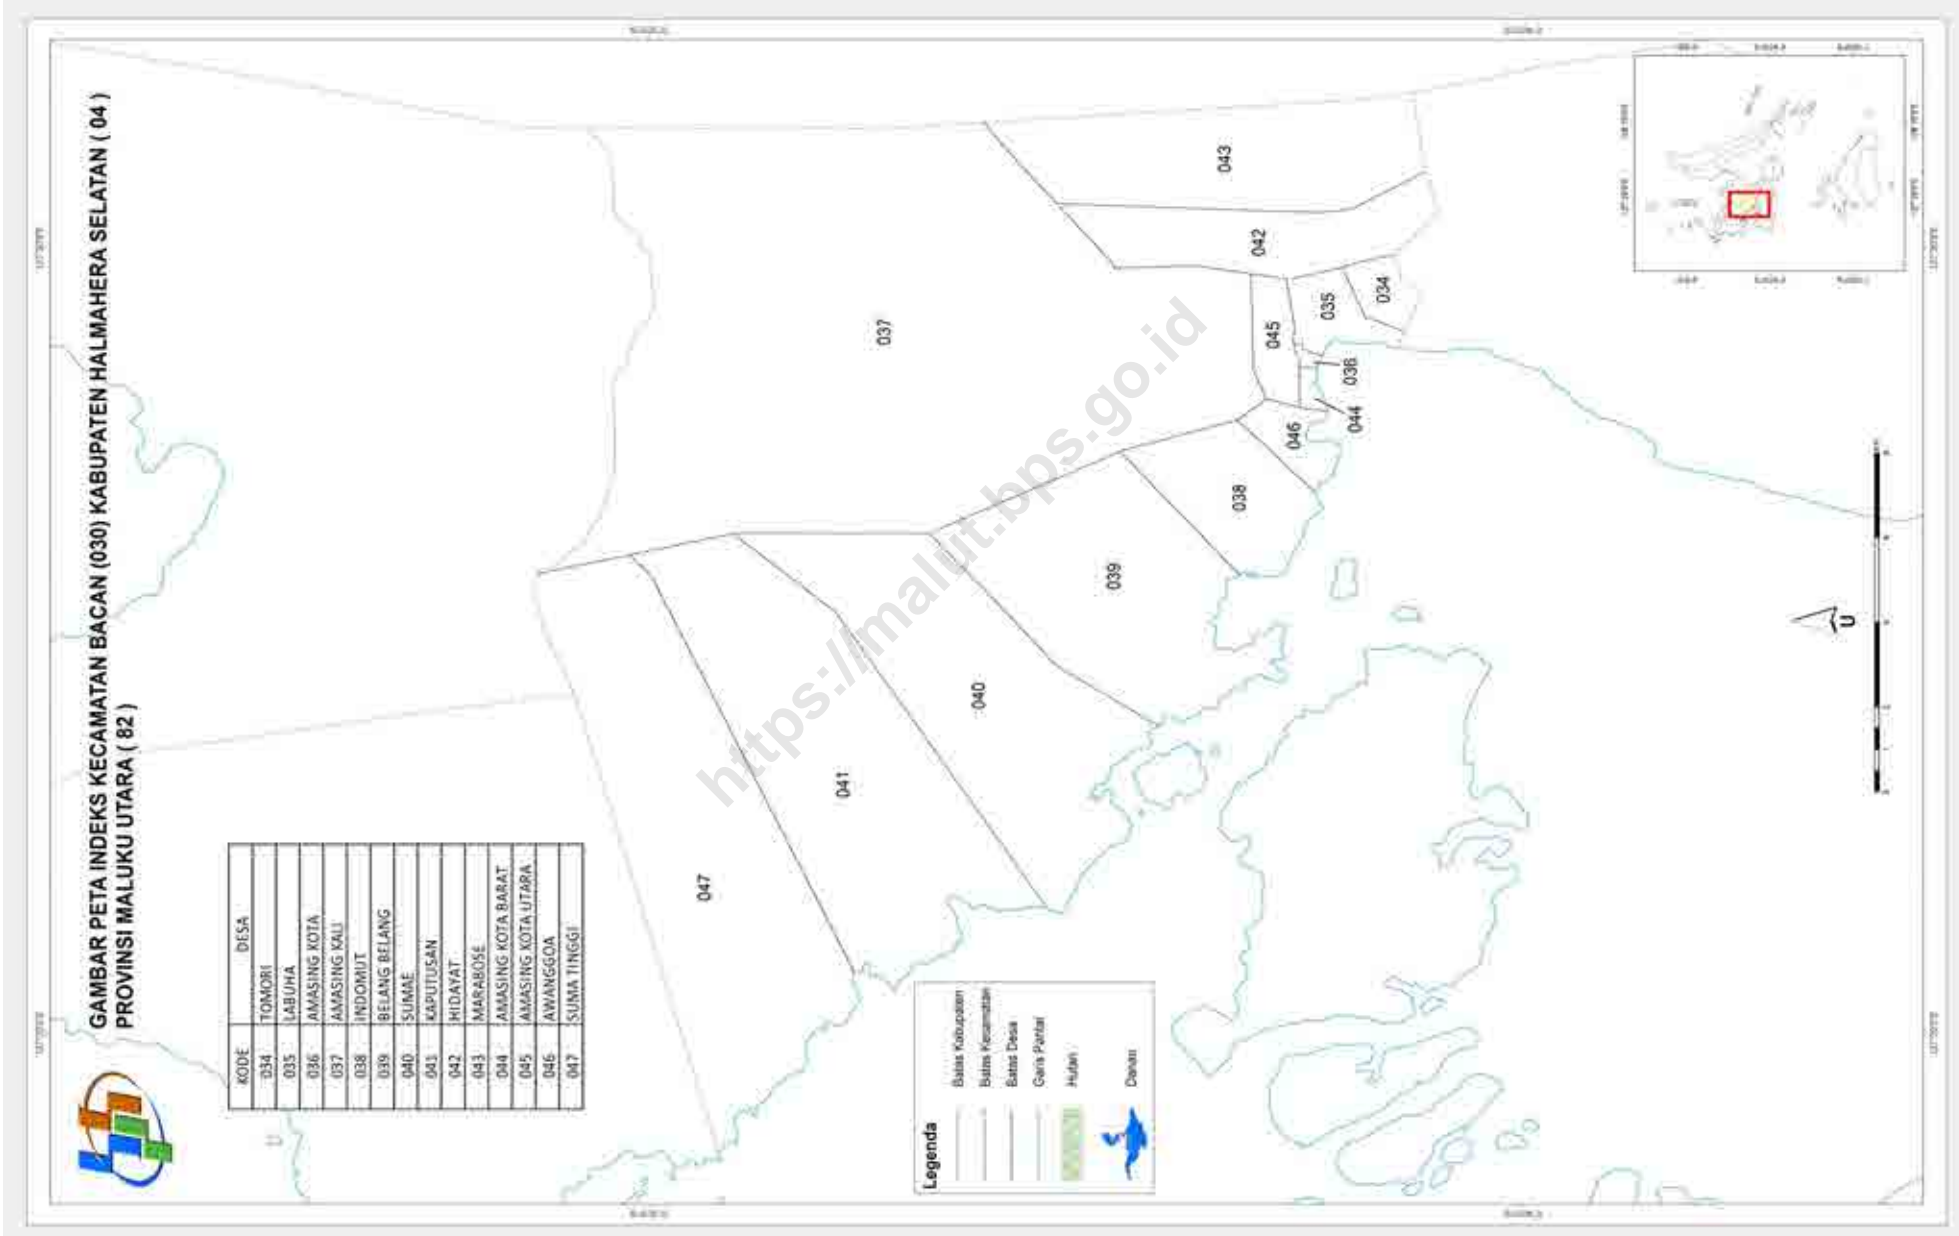 GAMBAR PETA INDEKS KECAMATAN BACAN (030) KABUPATEN HALMAHERA SELATAN ( 04 )
PROVINSI MALUKU UTARA ( 82 )
KODE DESA
034 TOMORI
035 LABUHA
036 AMASING KOTA
037 AMASING KALI
038 INDOMUT
039 BELANG BELANG
040 SUMAE
041 KAPUTUSAN
042 HIDAYAT
043 MARABOSE
044 AMASING KOTA BARAT
045 AMASING KOTA UTARA
046 AWANGGOA
047 SUMA TINGGI
047
041
040
039
038
037
046
044
036
045
035
034
042
043
https://malut.bps.go.id
Legenda
Batas Kabupaten
Batas Kecamatan
Batas Desa
Garis Pantai
Hutan
Danau
U